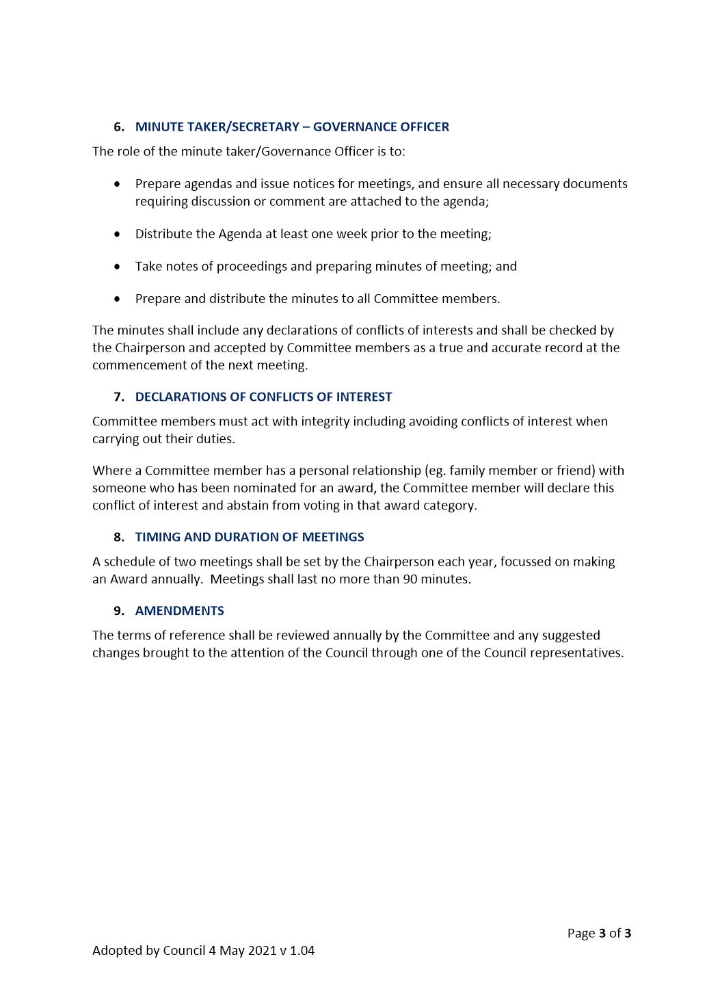 6. MINUTE TAKER/SECRETARY – GOVERNANCE OFFICER
The role of the minute taker/Governance Officer is to:
• Prepare agendas and issue notices for meetings, and ensure all necessary documents
requiring discussion or comment are attached to the agenda;
• Distribute the Agenda at least one week prior to the meeting;
• Take notes of proceedings and preparing minutes of meeting; and
• Prepare and distribute the minutes to all Committee members.
The minutes shall include any declarations of conflicts of interests and shall be checked by
the Chairperson and accepted by Committee members as a true and accurate record at the
commencement of the next meeting.
7. DECLARATIONS OF CONFLICTS OF INTEREST
Committee members must act with integrity including avoiding conflicts of interest when
carrying out their duties.
Where a Committee member has a personal relationship (eg. family member or friend) with
someone who has been nominated for an award, the Committee member will declare this
conflict of interest and abstain from voting in that award category.
8. TIMING AND DURATION OF MEETINGS
A schedule of two meetings shall be set by the Chairperson each year, focussed on making
an Award annually.  Meetings shall last no more than 90 minutes.
9. AMENDMENTS
The terms of reference shall be reviewed annually by the Committee and any suggested
changes brought to the attention of the Council through one of the Council representatives.
Page 3 of 3
Adopted by Council 4 May 2021 v 1.04